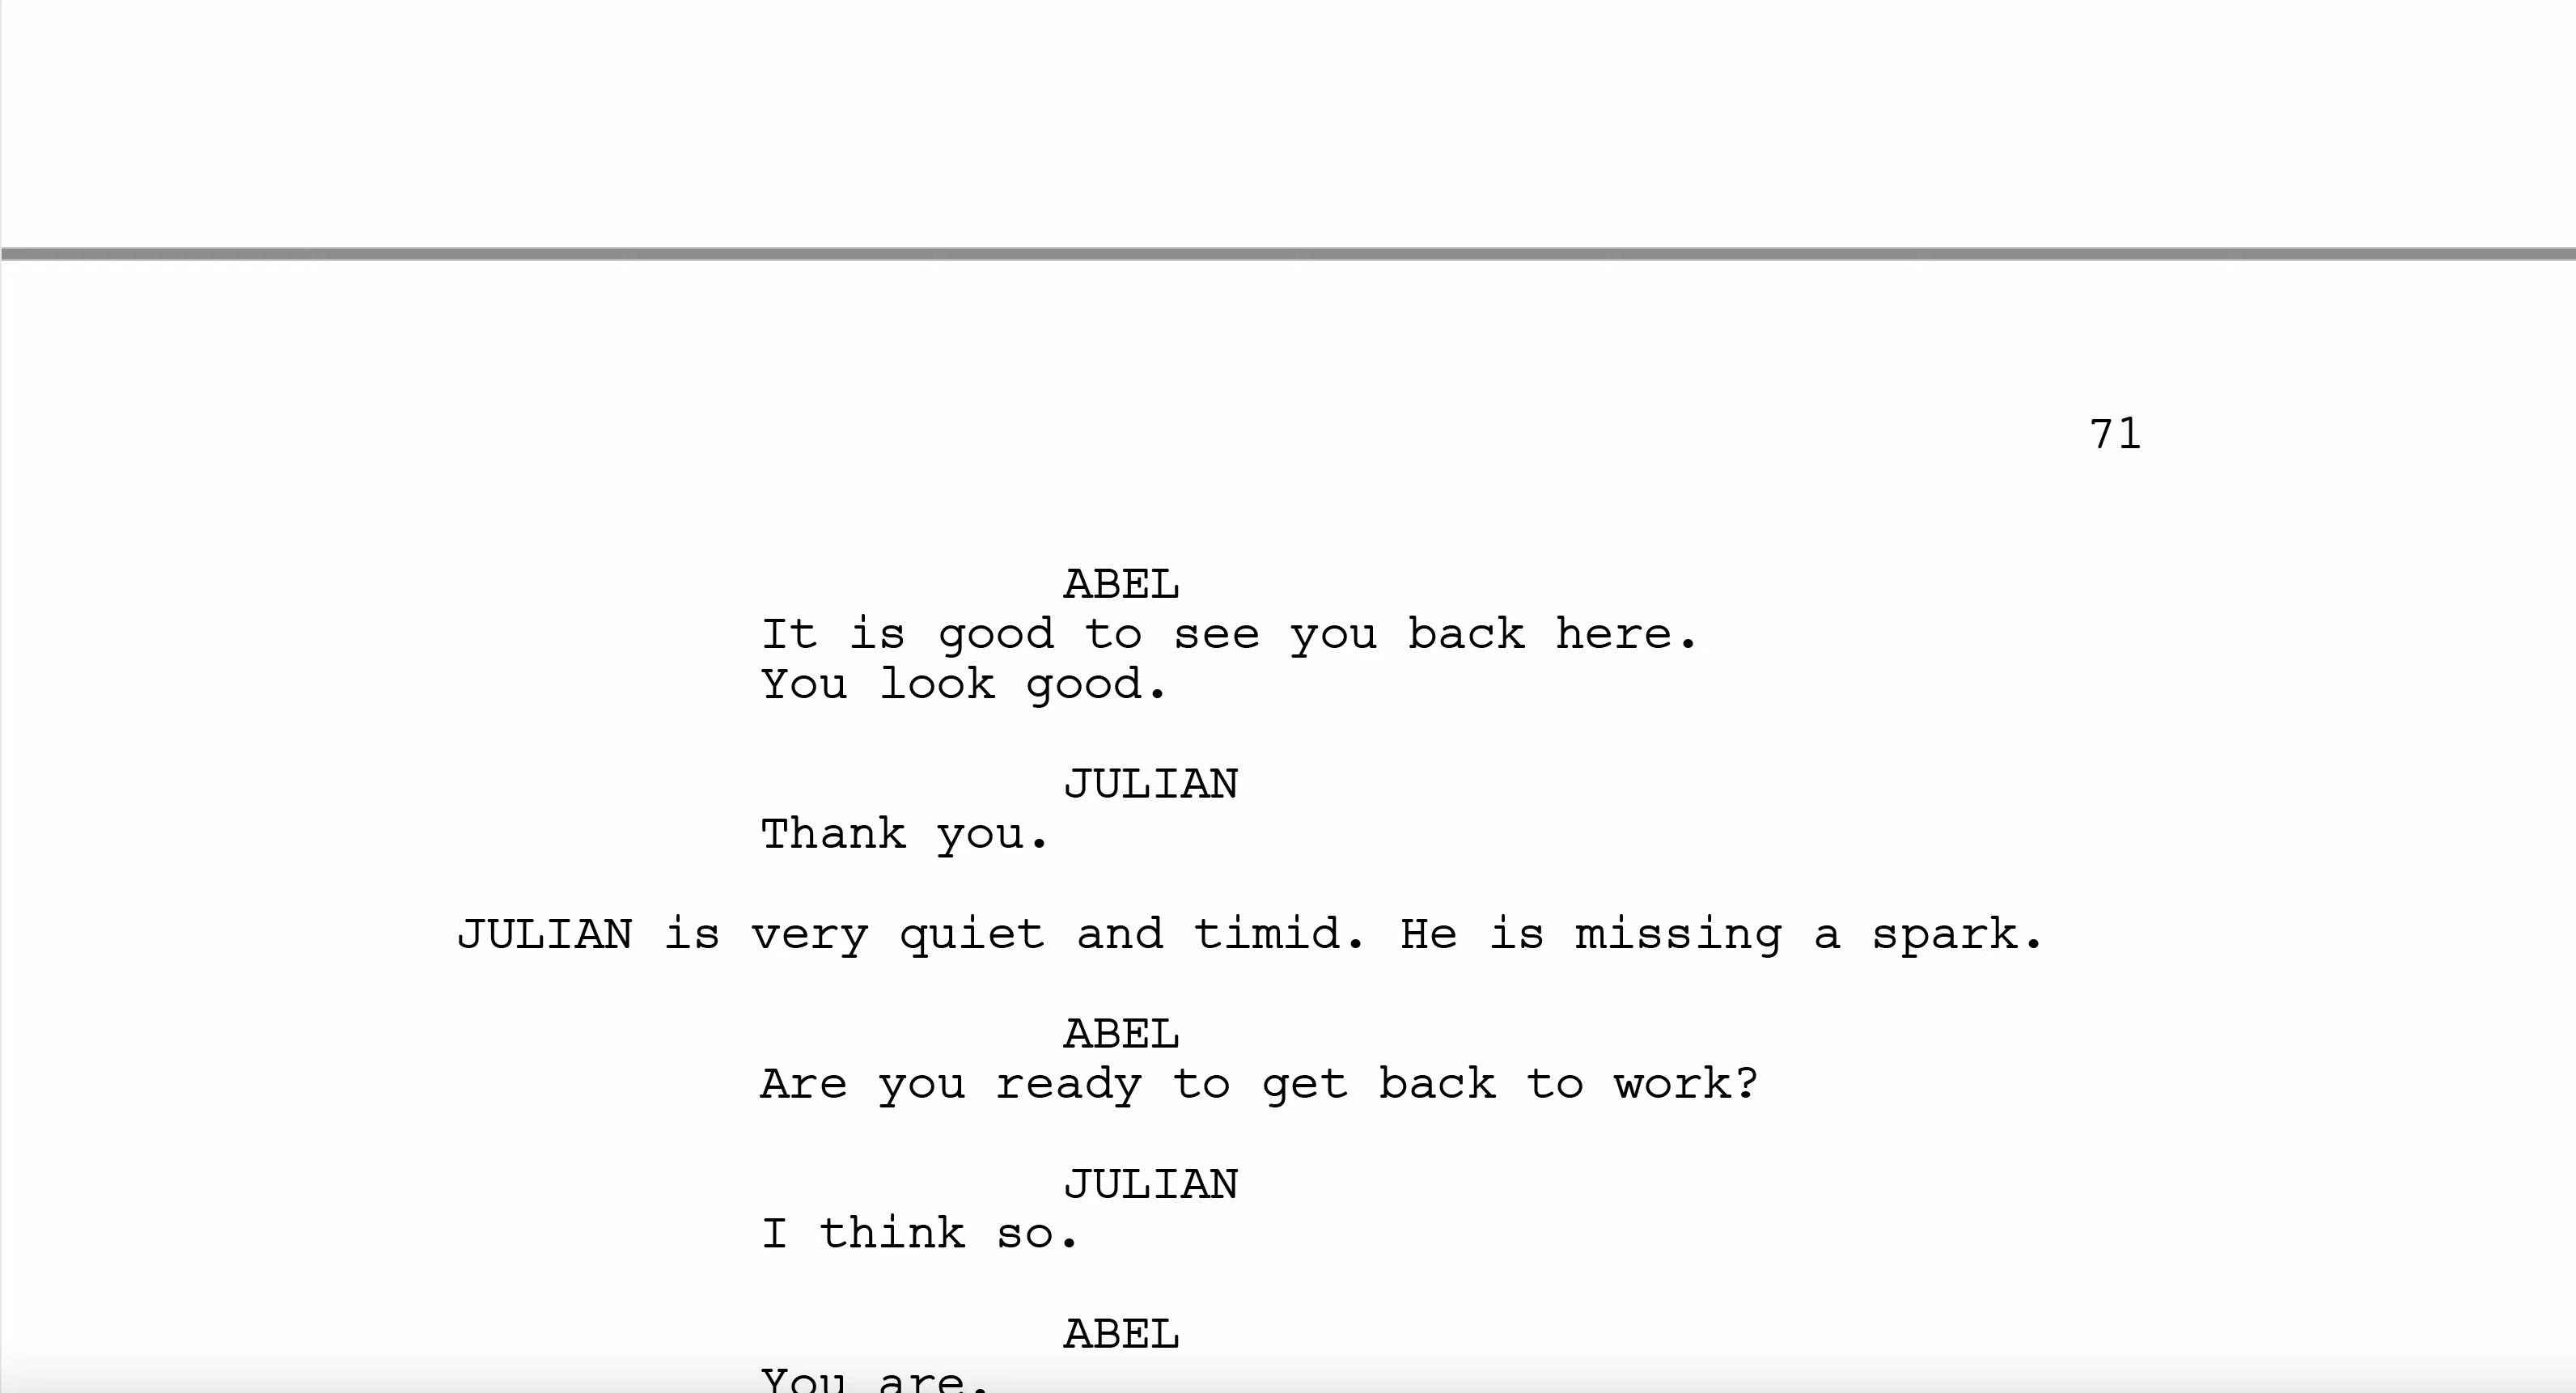 71
ABEL
It is good to see you back here.
You look good.
JULIAN
Thank you.
JULIAN is very quiet and timid. He is missing a spark.
ABEL
Are you ready to get back to work?
JULIAN
I think so.
ABEL
You are.